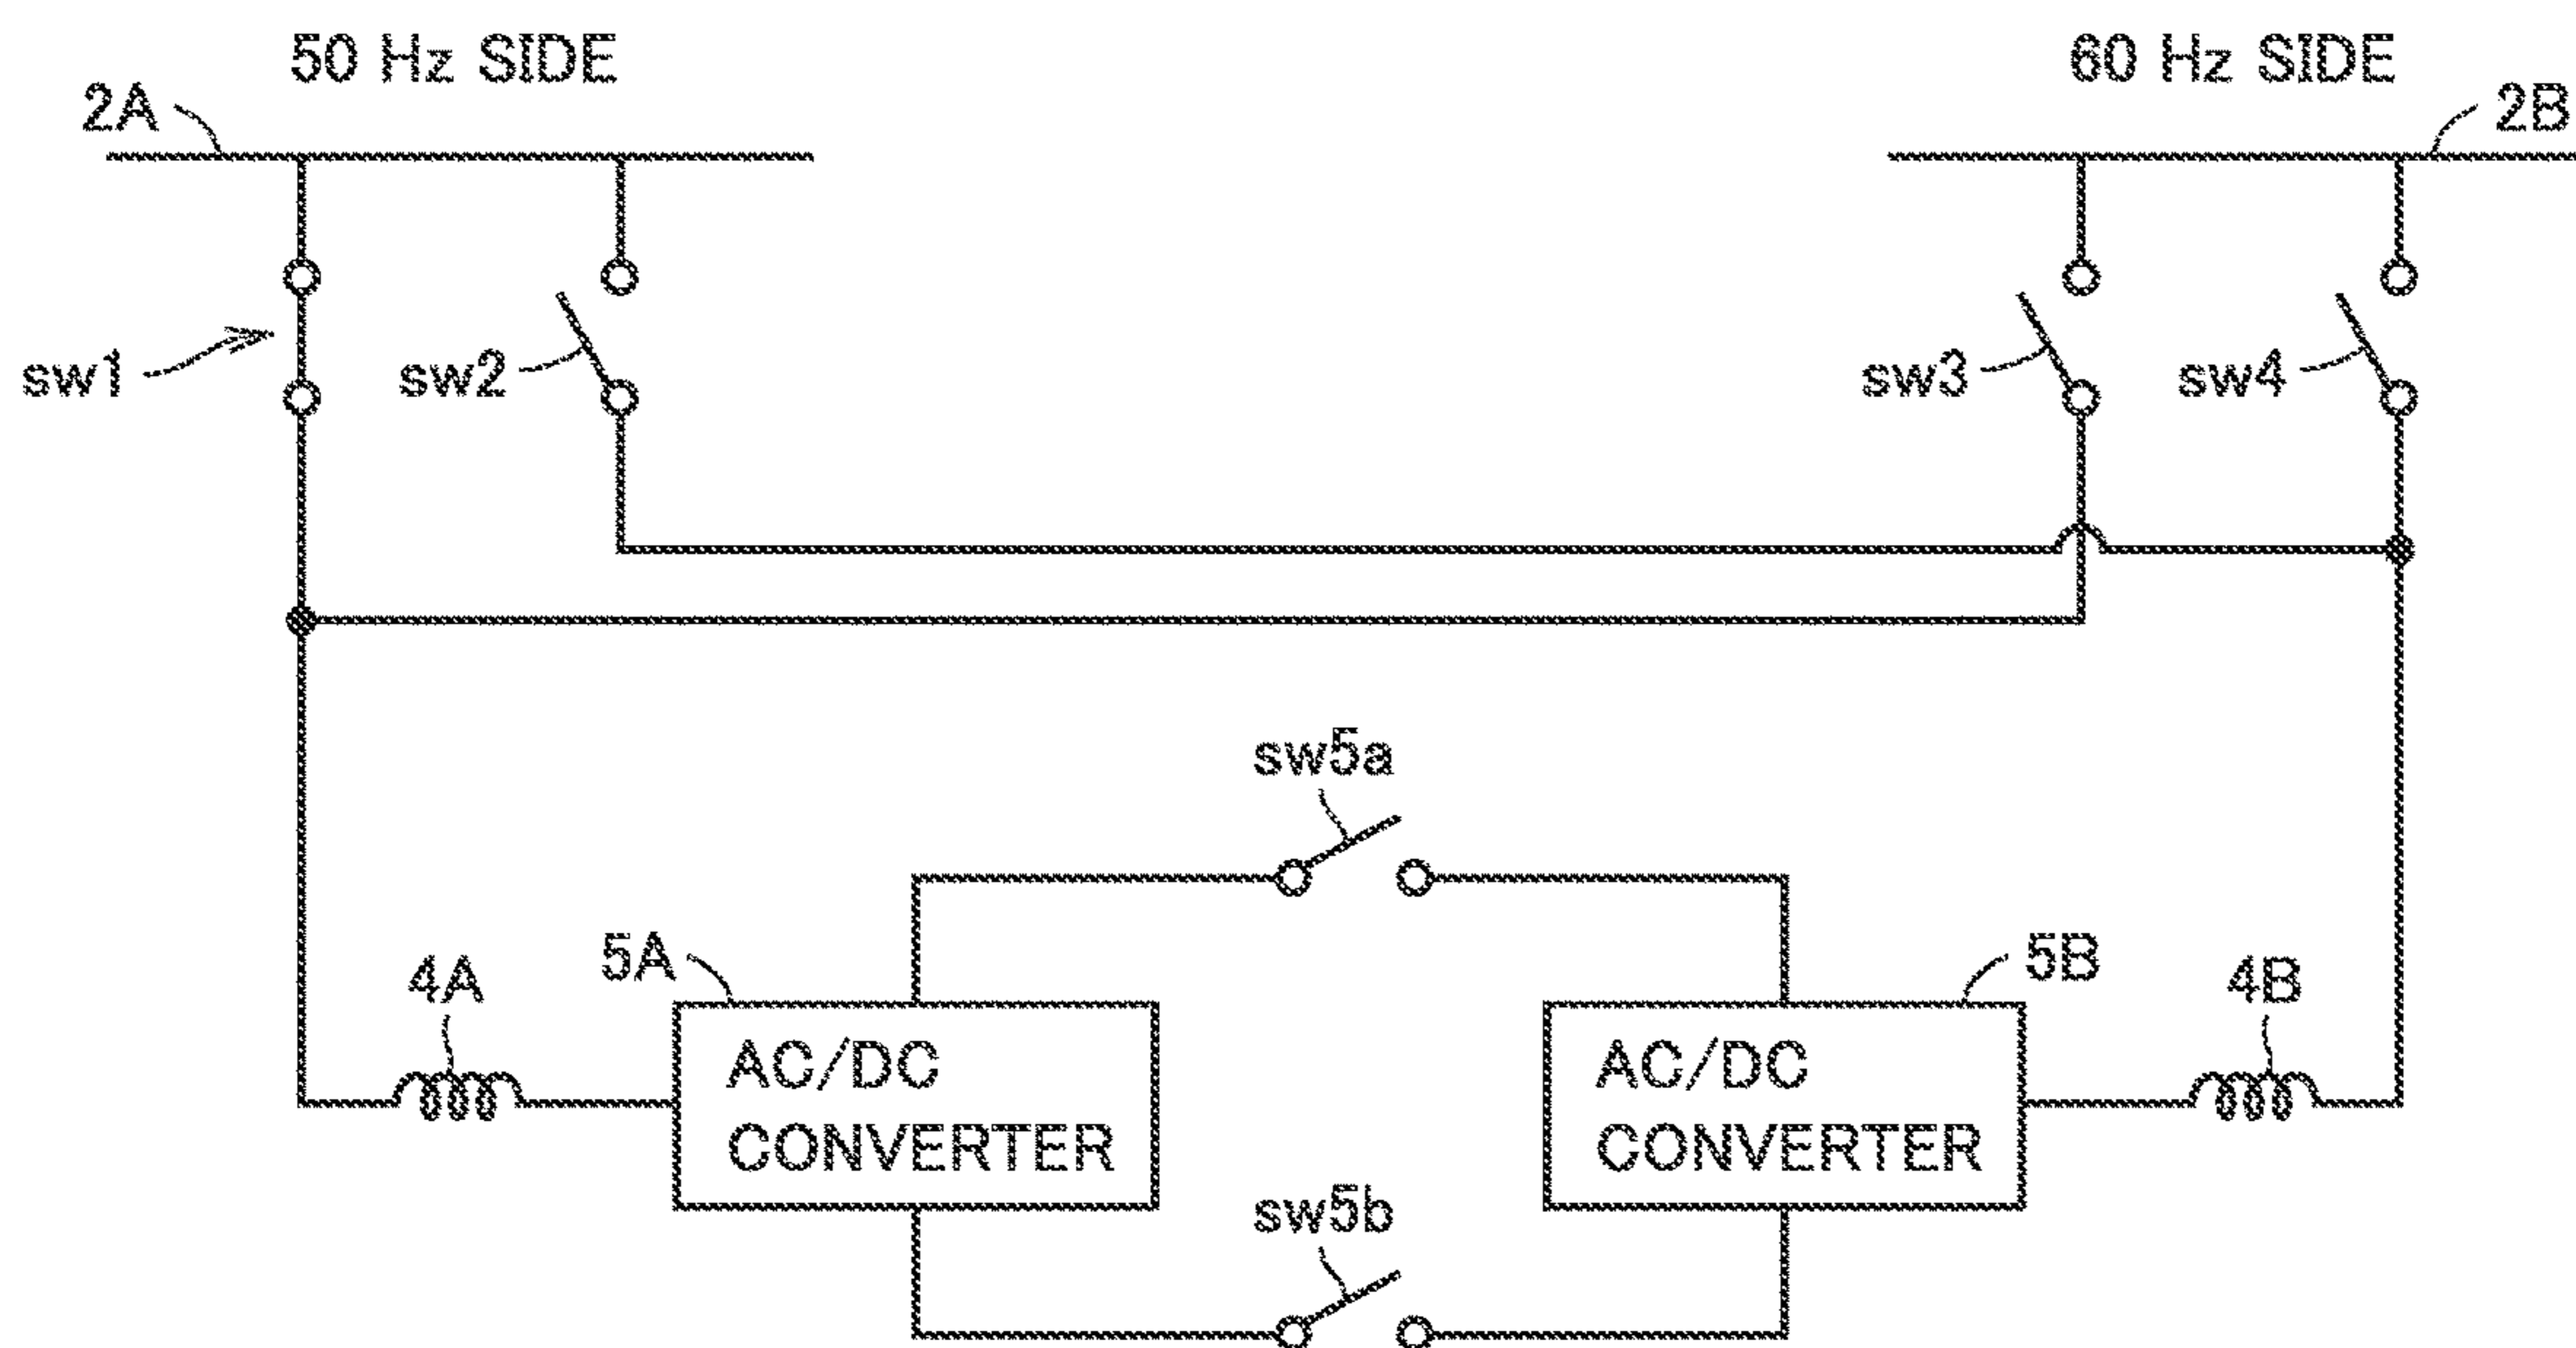 50 Hz SIDE
60 Hz SIDE
2A
2B
sw1
sw2
sw3
sw4
sw5a
5A
5B
4A
4B
AC/DC
CONVERTER
AC/DC
CONVERTER
sw5b